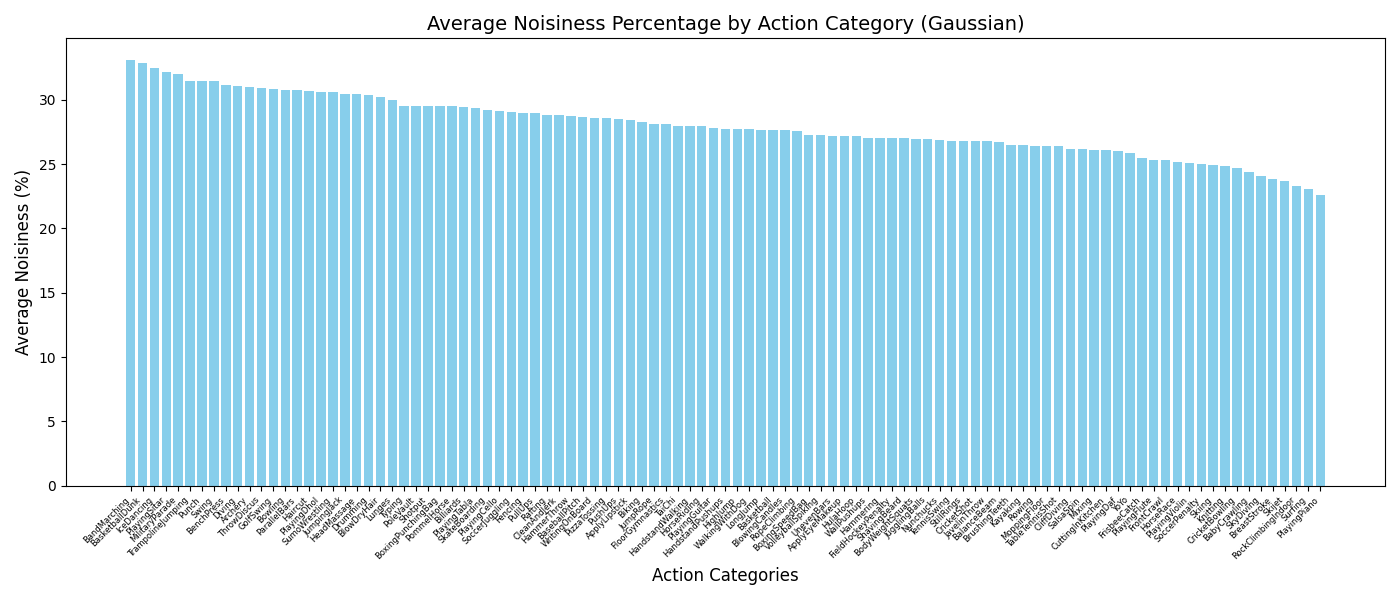 Average Noisiness Percentage by Action Category (Gaussian)
Average Noisiness (%)
30
25
20
15
10
5
0
BandMarching
BasketballDunk
IceDancing
PlayingSitar
MilitaryParade
TrampolineJumping
Punch
Swing
BenchPress
Diving
Archery
ThrowDiscus
GolfSwing
Bowling
ParallelBars
Haircut
PlayingDhol
SumoWrestling
JumpingJack
HeadMassage
Drumming
BlowDryHair
Lunges
Typing
PoleVault
Shotput
BoxingPunchingBag
PommelHorse
Billiards
PlayingTabla
SkateBoarding
PlayingCello
SoccerJuggling
Fencing
PullUps
Rafting
CleanAndJerk
HammerThrow
BaseballPitch
WritingOnBoard
PizzaTossing
PushUps
ApplyLipstick
Biking
JumpRope
FloorGymnastics
TaiChi
HandstandWalking
HorseRiding
PlayingGuitar
HandstandPushups
HighJump
WalkingWithDog
LongJump
Basketball
BlowingCandles
RopeClimbing
BoxingSpeedBag
VolleyballSpiking
UnevenBars
ApplyEyeMakeup
WallPushups
HulaHoop
Hammering
FieldHockeyPenalty
ShavingBeard
BodyWeightSquats
JugglingBalls
Nunchucks
TennisSwing
StillRings
CricketShot
JavelinThrow
BalanceBeam
BrushingTeeth
Kayaking
Rowing
MoppingFloor
TableTennisShot
CliffDiving
SalsaSpin
Mixing
CuttingInKitchen
PlayingDaf
YoYo
FrisbeeCatch
PlayingFlute
FrontCrawl
HorseRace
PlayingViolin
SoccerPenalty
Skiing
Knitting
CricketBowling
BabyCrawling
SkyDiving
BreastStroke
Skijet
RockClimbingIndoor
Surfing
PlayingPiano
Action Categories